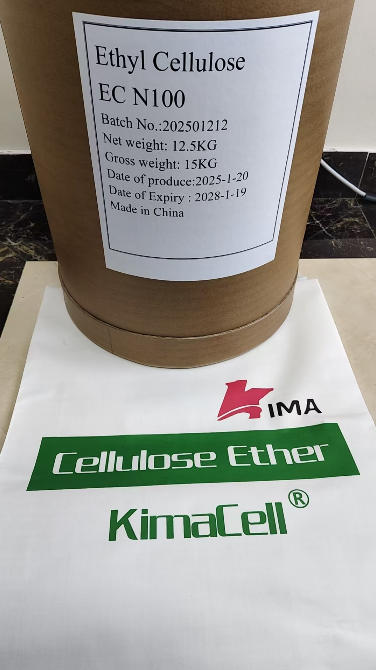 Ethyl Cellulose
EC N100
Batch No.:202501212
Net weight: 12.5KG
Gross weight: 15KG
Date of produce:2025-1-20
Date of Expiry : 2028-1-19
Made in China
KIMA
Cellulose Ether
KimaCell®